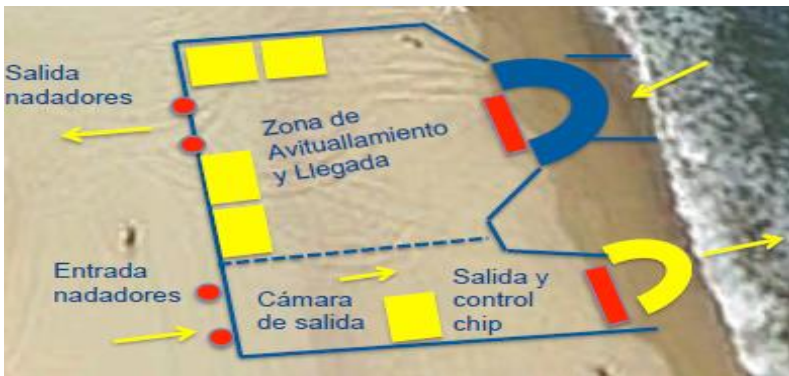 Salida
nadadores
Zona de
Avituallamiento
y Llegada
Entrada
nadadores
Cámara
de salida
Salida y
control
chip